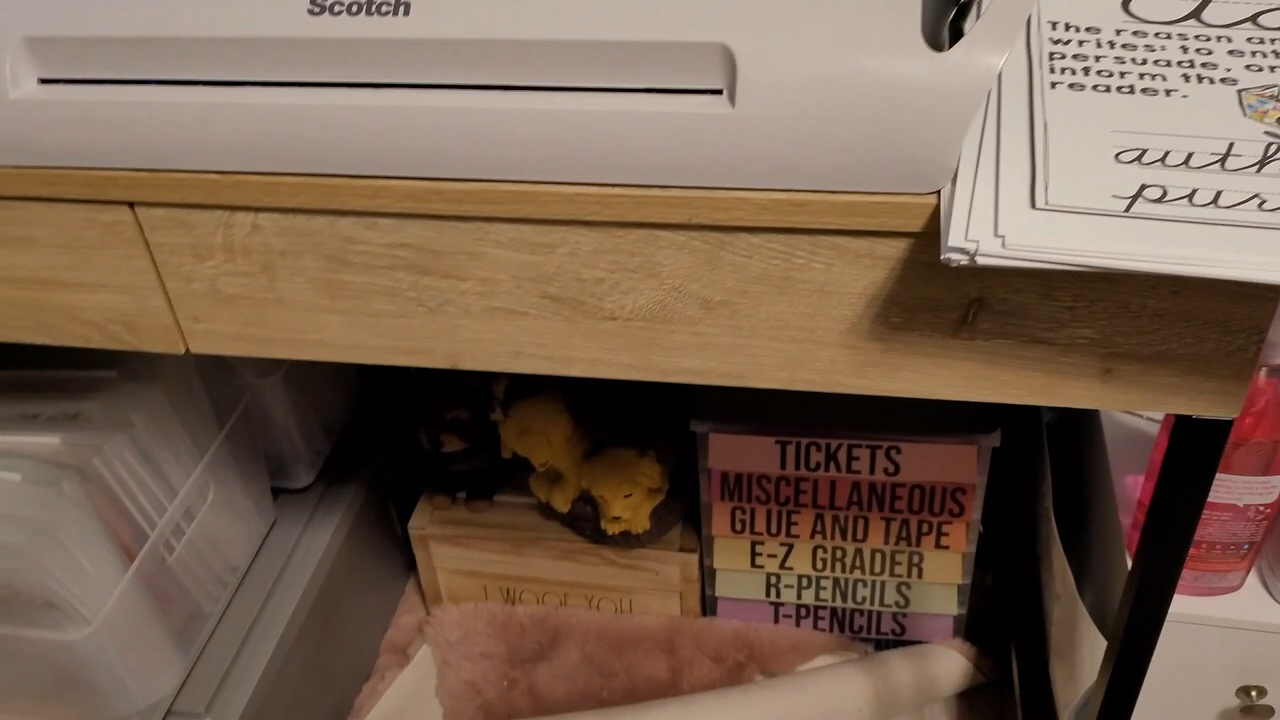 Scotch
The reason an
writes: to ent
persuade, or
inform the
reader.
auth
pur
TICKETS
MISCELLANEOUS
GLUE AND TAPE
E-Z GRADER
R-PENCILS
T-PENCILS
I WOOF YOU